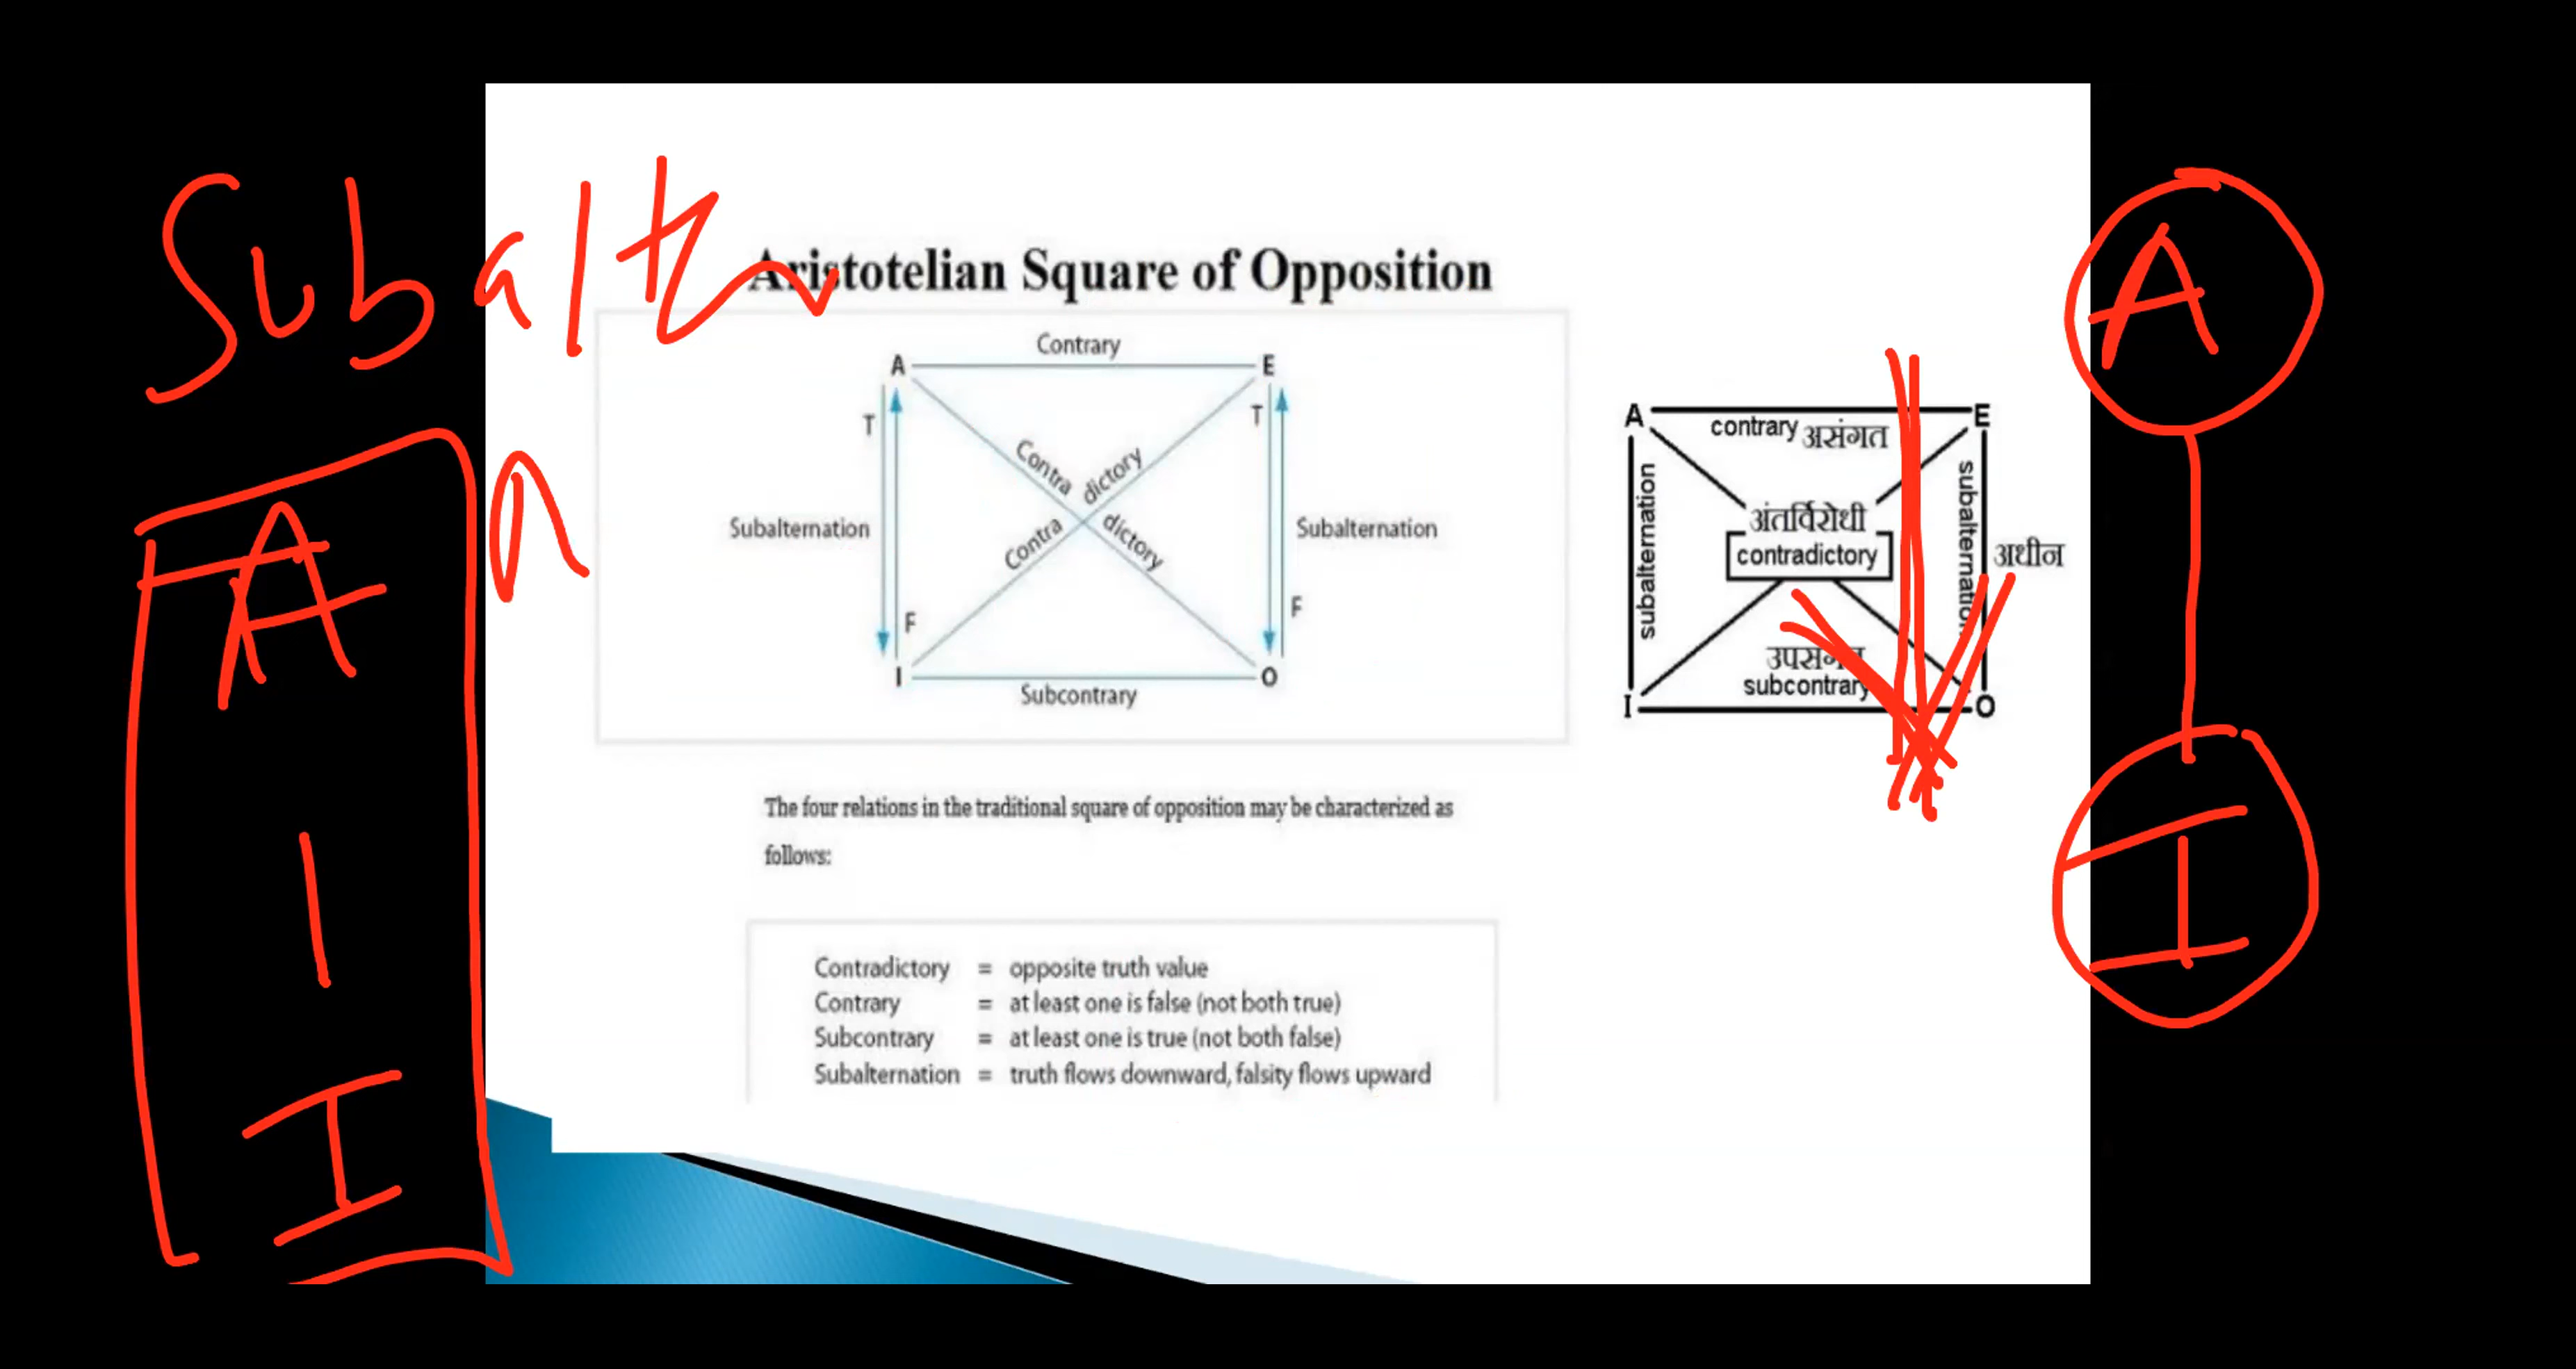 Subaltn
Aristotelian Square of Opposition
A
Contrary
E
T
T
Contra dictory
Subalternation
Contra dictory
Subalternation
F
F
I
Subcontrary
O
A
contrary असंगत
E
subalternation
अंतर्विरोधी
contradictory
subalternation
अधीन
subcontrary
I
O
The four relations in the traditional square of opposition may be characterized as
follows:
Contradictory = opposite truth value
Contrary = at least one is false (not both true)
Subcontrary = at least one is true (not both false)
Subalternation = truth flows downward, falsity flows upward
A
I
A
I